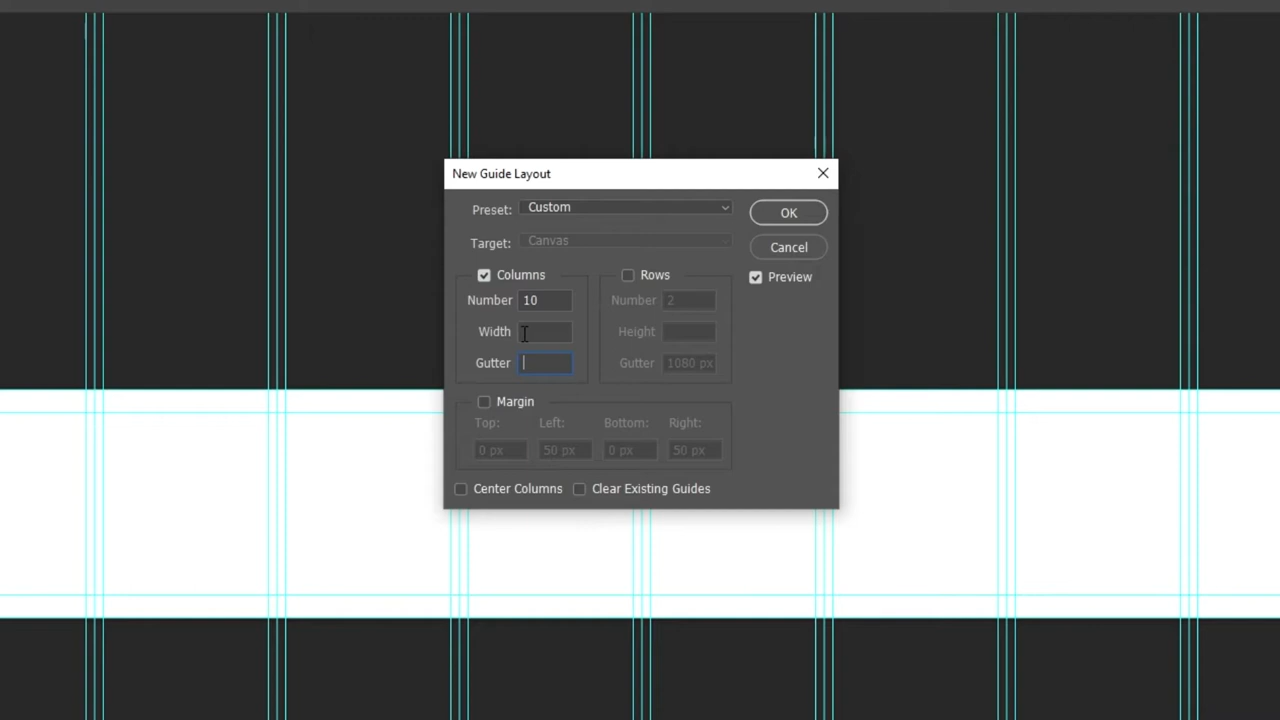 New Guide Layout
Preset: Custom
OK
Target: Canvas
Cancel
Columns
Rows
Preview
Number 10
Number 2
Width
Height
Gutter
Gutter 1080 px
Margin
Top: Left: Bottom: Right:
0 px 50 px 0 px 50 px
Center Columns
Clear Existing Guides